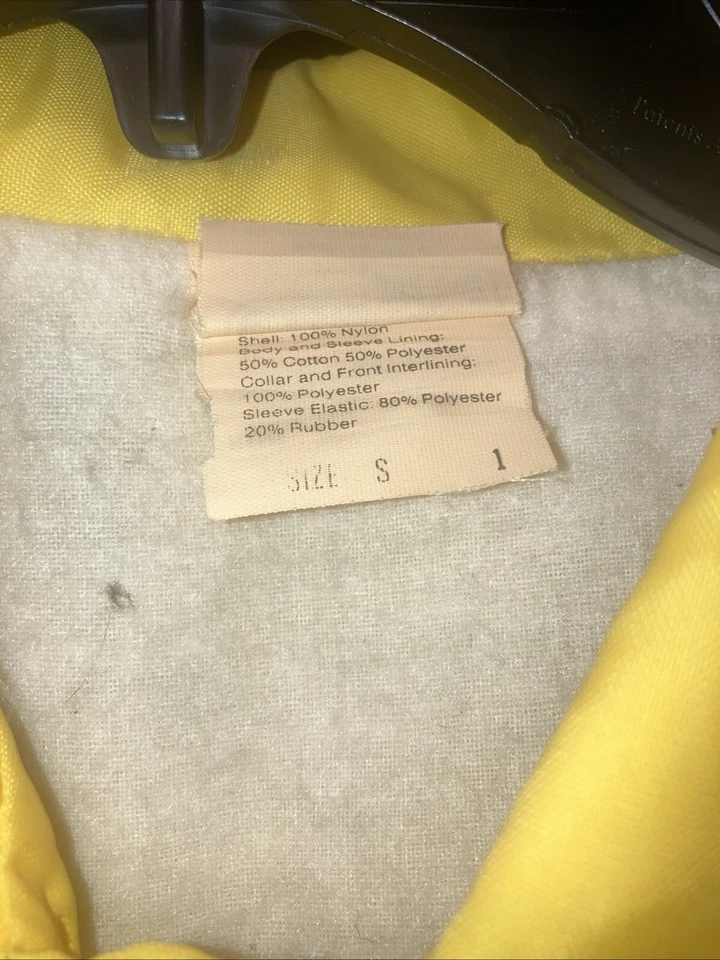 Patents
Shell: 100% Nylon
Body and Sleeve Lining:
50% Cotton 50% Polyester
Collar and Front Interlining:
100% Polyester
Sleeve Elastic: 80% Polyester
20% Rubber
SIZE S 1